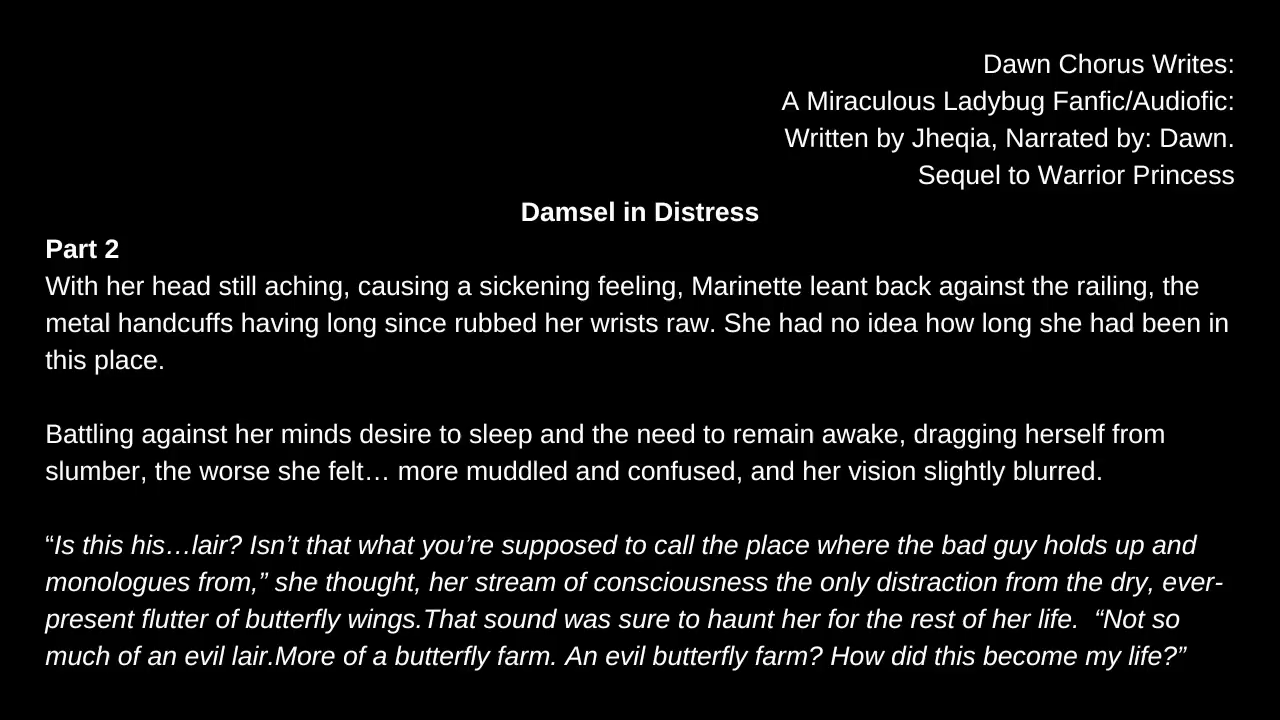 Dawn Chorus Writes:
A Miraculous Ladybug Fanfic/Audiofic:
Written by Jheqia, Narrated by: Dawn.
Sequel to Warrior Princess
Damsel in Distress
Part 2
With her head still aching, causing a sickening feeling, Marinette leant back against the railing, the
metal handcuffs having long since rubbed her wrists raw. She had no idea how long she had been in
this place.
Battling against her minds desire to sleep and the need to remain awake, dragging herself from
slumber, the worse she felt… more muddled and confused, and her vision slightly blurred.
“Is this his…lair? Isn’t that what you’re supposed to call the place where the bad guy holds up and
monologues from,” she thought, her stream of consciousness the only distraction from the dry, ever-
present flutter of butterfly wings.That sound was sure to haunt her for the rest of her life.  “Not so
much of an evil lair.More of a butterfly farm. An evil butterfly farm? How did this become my life?”